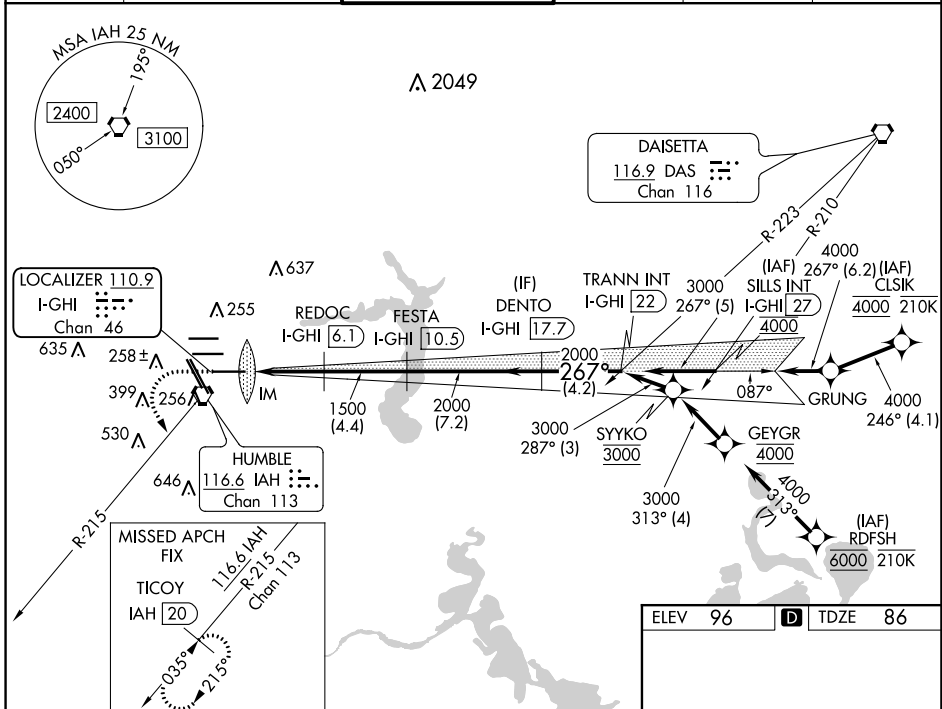 MSA IAH 25 NM
195°
2400
3100
050°
2049
DAISETTA
116.9 DAS
Chan 116
R-223
R-210
LOCALIZER 110.9
I-GHI
Chan 46
637
255
635
258±
399
256
530
646
IM
REDOC
I-GHI 6.1
FESTA
I-GHI 10.5
(IF)
DENTO
I-GHI 17.7
TRANN INT
I-GHI 22
3000
267° (5)
(IAF)
SILLS INT
I-GHI 27
4000
4000
267° (6.2)
(IAF)
CLSIK
4000 210K
2000
267°
(4.2)
087°
GRUNG
4000
246° (4.1)
1500
(4.4)
2000
(7.2)
3000
287° (3)
SYYKO
3000
GEYGR
4000
3000
313° (4)
4000
313°
(7)
(IAF)
RDFSH
6000 210K
HUMBLE
116.6 IAH
Chan 113
R-215
MISSED APCH
FIX
TICOY
IAH 20
116.6 IAH
R-215
Chan 113
035°
215°
ELEV 96 D TDZE 86